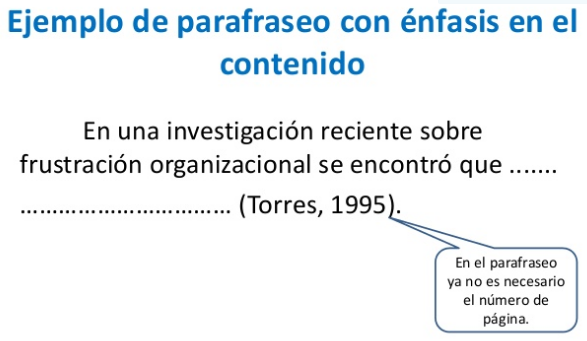 Ejemplo de parafraseo con énfasis en el
contenido
En una investigación reciente sobre
frustración organizacional se encontró que .......
................................. (Torres, 1995).
En el parafraseo
ya no es necesario
el número de
página.